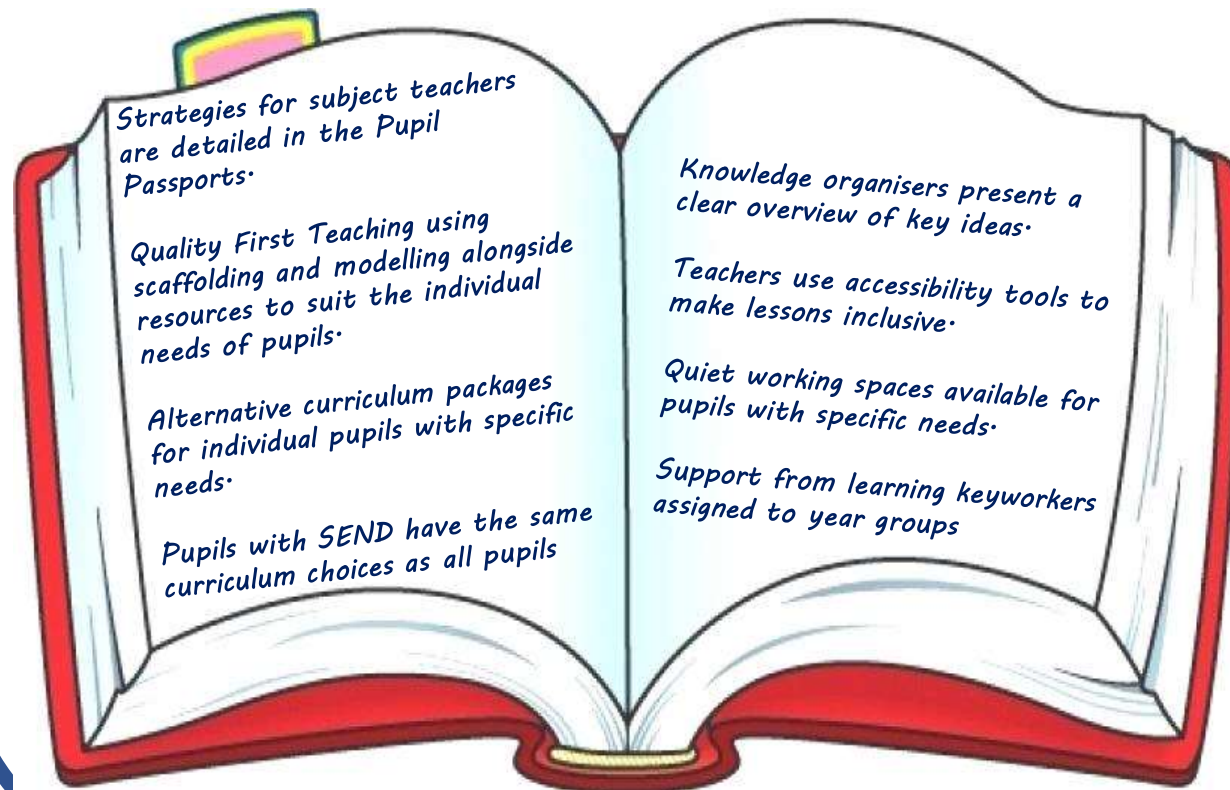 Strategies for subject teachers
are detailed in the Pupil
Passports.
Quality First Teaching using
scaffolding and modelling alongside
resources to suit the individual
needs of pupils.
Alternative curriculum packages
for individual pupils with specific
needs.
Pupils with SEND have the same
curriculum choices as all pupils
Knowledge organisers present a
clear overview of key ideas.
Teachers use accessibility tools to
make lessons inclusive.
Quiet working spaces available for
pupils with specific needs.
Support from learning keyworkers
assigned to year groups